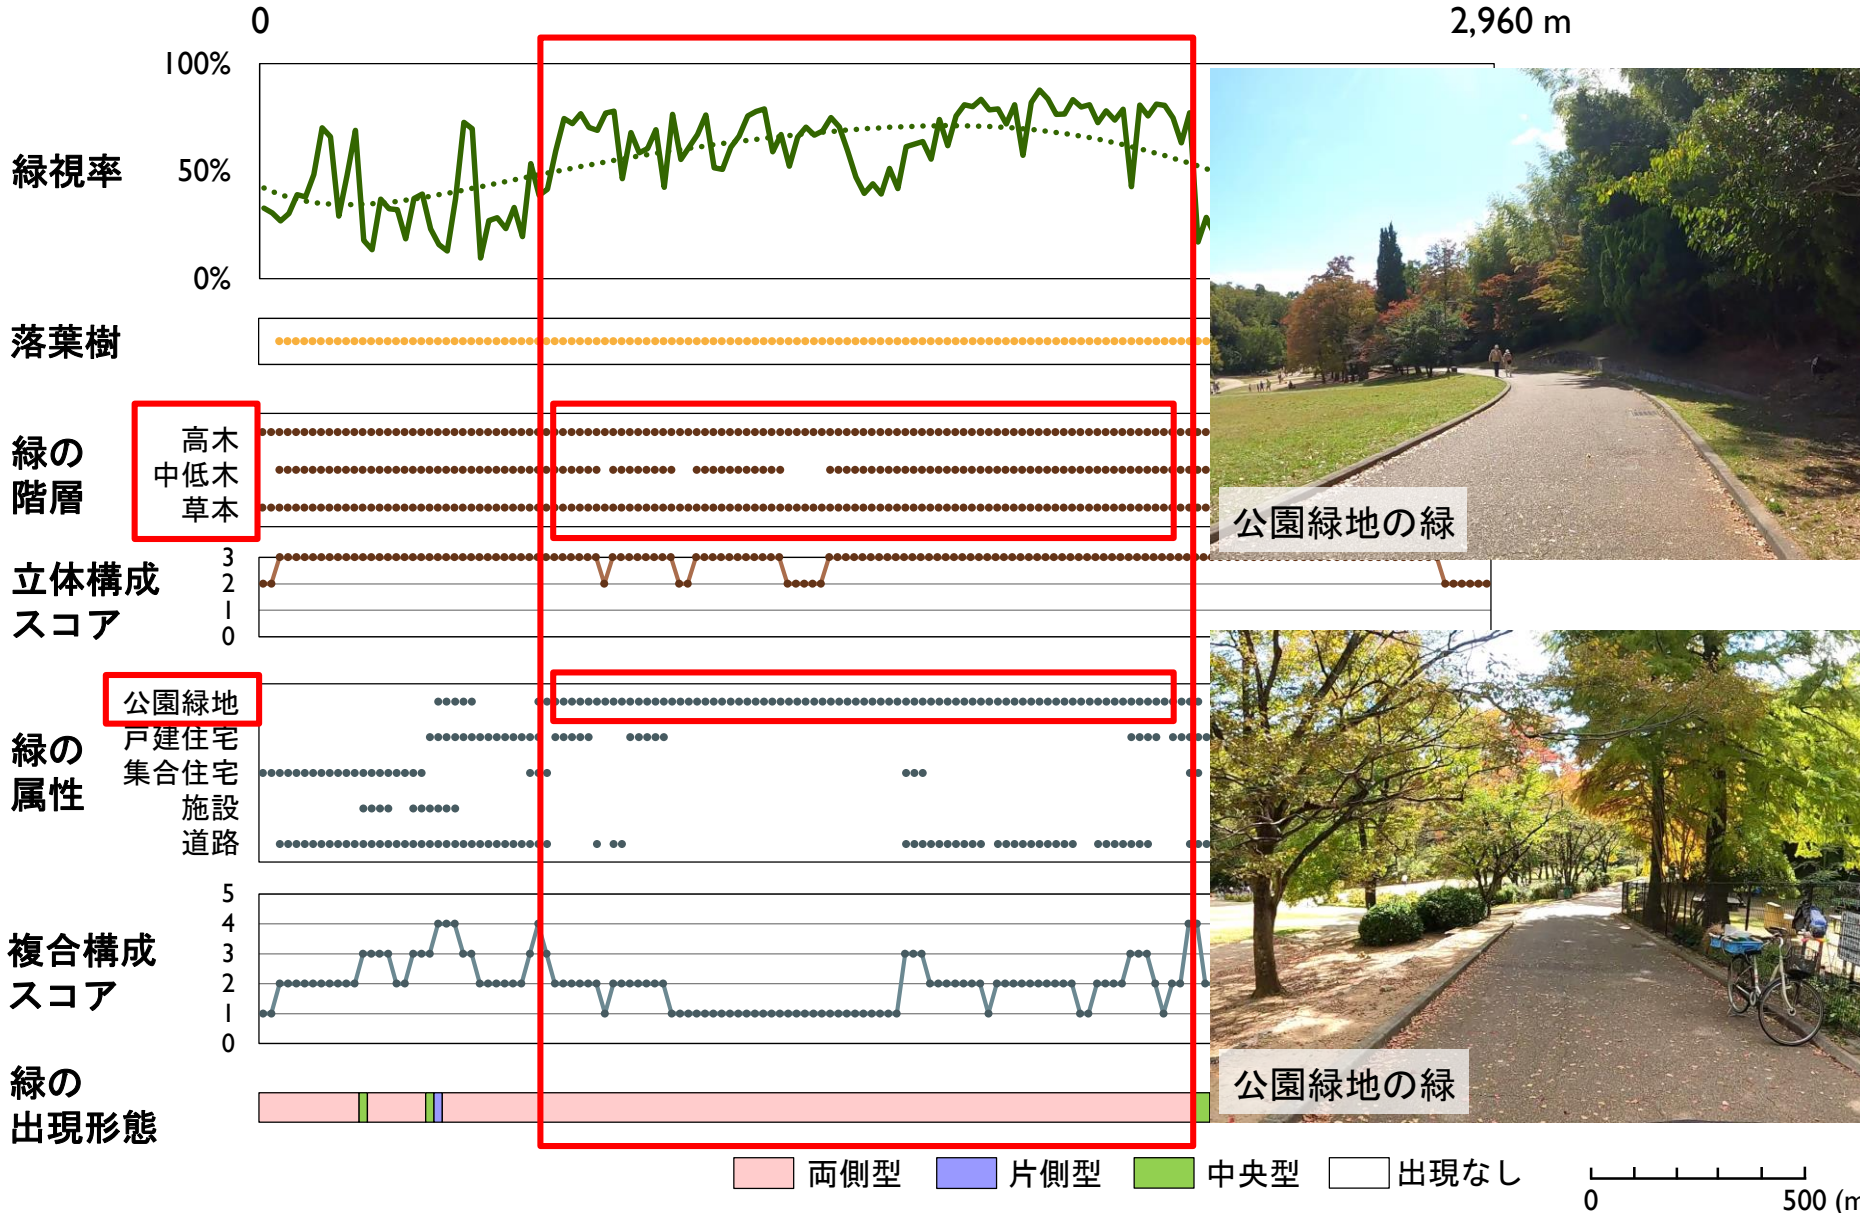 0
2,960 m
100%
50%
0%
緑視率
落葉樹
緑の
階層
高木
中低木
草本
立体構成
スコア
3
2
1
0
緑の
属性
公園緑地
戸建住宅
集合住宅
施設
道路
複合構成
スコア
5
4
3
2
1
0
緑の
出現形態
公園緑地の緑
公園緑地の緑
両側型
片側型
中央型
出現なし
0
500 (m